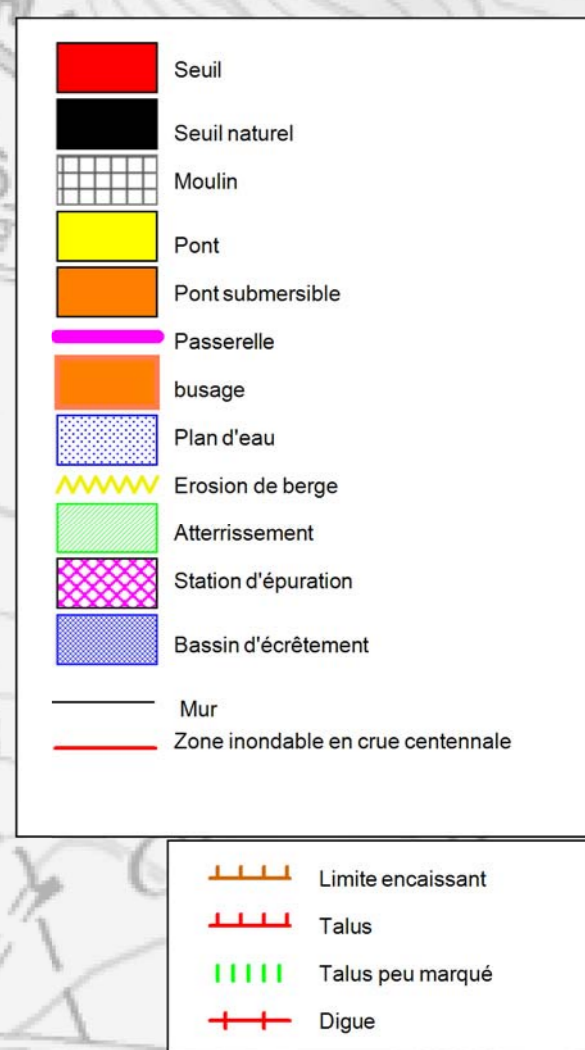 Seuil
Seuil naturel
Moulin
Pont
Pont submersible
Passerelle
busage
Plan d'eau
Erosion de berge
Atterrissement
Station d'épuration
Bassin d'écrêtement
Mur
Zone inondable en crue centennale
Limite encaissant
Talus
Talus peu marqué
Digue